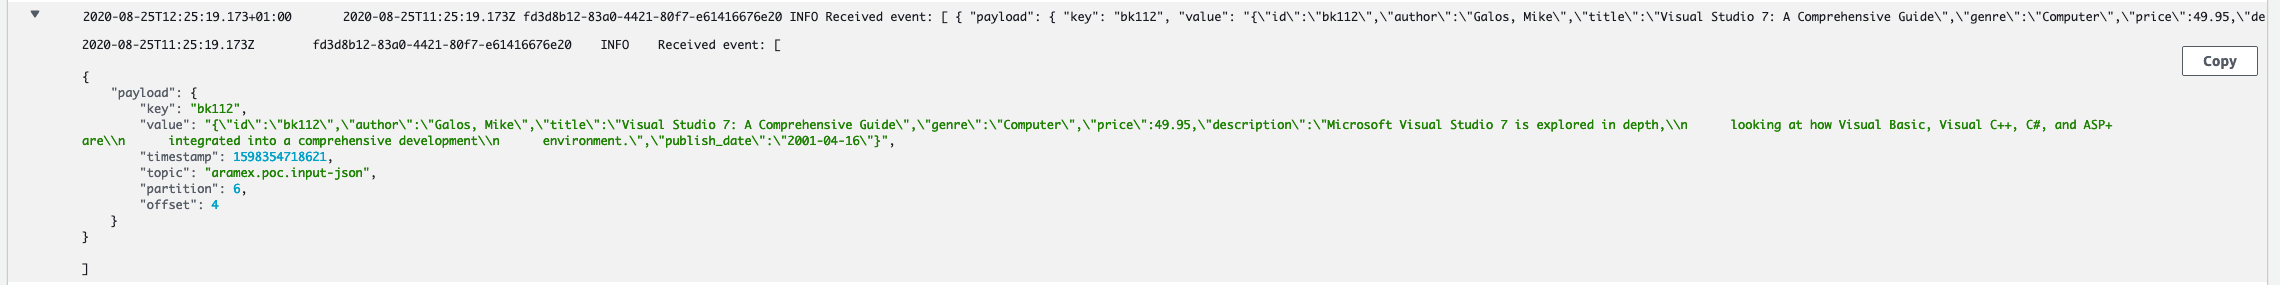 2020-08-25T12:25:19.173+01:00 2020-08-25T11:25:19.173Z fd3d8b12-83a0-4421-80f7-e61416676e20 INFO Received event: [ { "payload": { "key": "bk112", "value": "{\"id\":\"bk112\",\"author\":\"Galos, Mike\",\"title\":\"Visual Studio 7: A Comprehensive Guide\",\"genre\":\"Computer\",\"price\":49.95,\"de
2020-08-25T11:25:19.173Z fd3d8b12-83a0-4421-80f7-e61416676e20 INFO Received event: [
Copy
{
"payload": {
"key": "bk112",
"value": "{\"id\":\"bk112\",\"author\":\"Galos, Mike\",\"title\":\"Visual Studio 7: A Comprehensive Guide\",\"genre\":\"Computer\",\"price\":49.95,\"description\":\"Microsoft Visual Studio 7 is explored in depth,\\n looking at how Visual Basic, Visual C++, C#, and ASP+
are\\n integrated into a comprehensive development\\n environment.\",\"publish_date\":\"2001-04-16\"}",
"timestamp": 1598354718621,
"topic": "aramex.poc.input-json",
"partition": 6,
"offset": 4
}
}
]